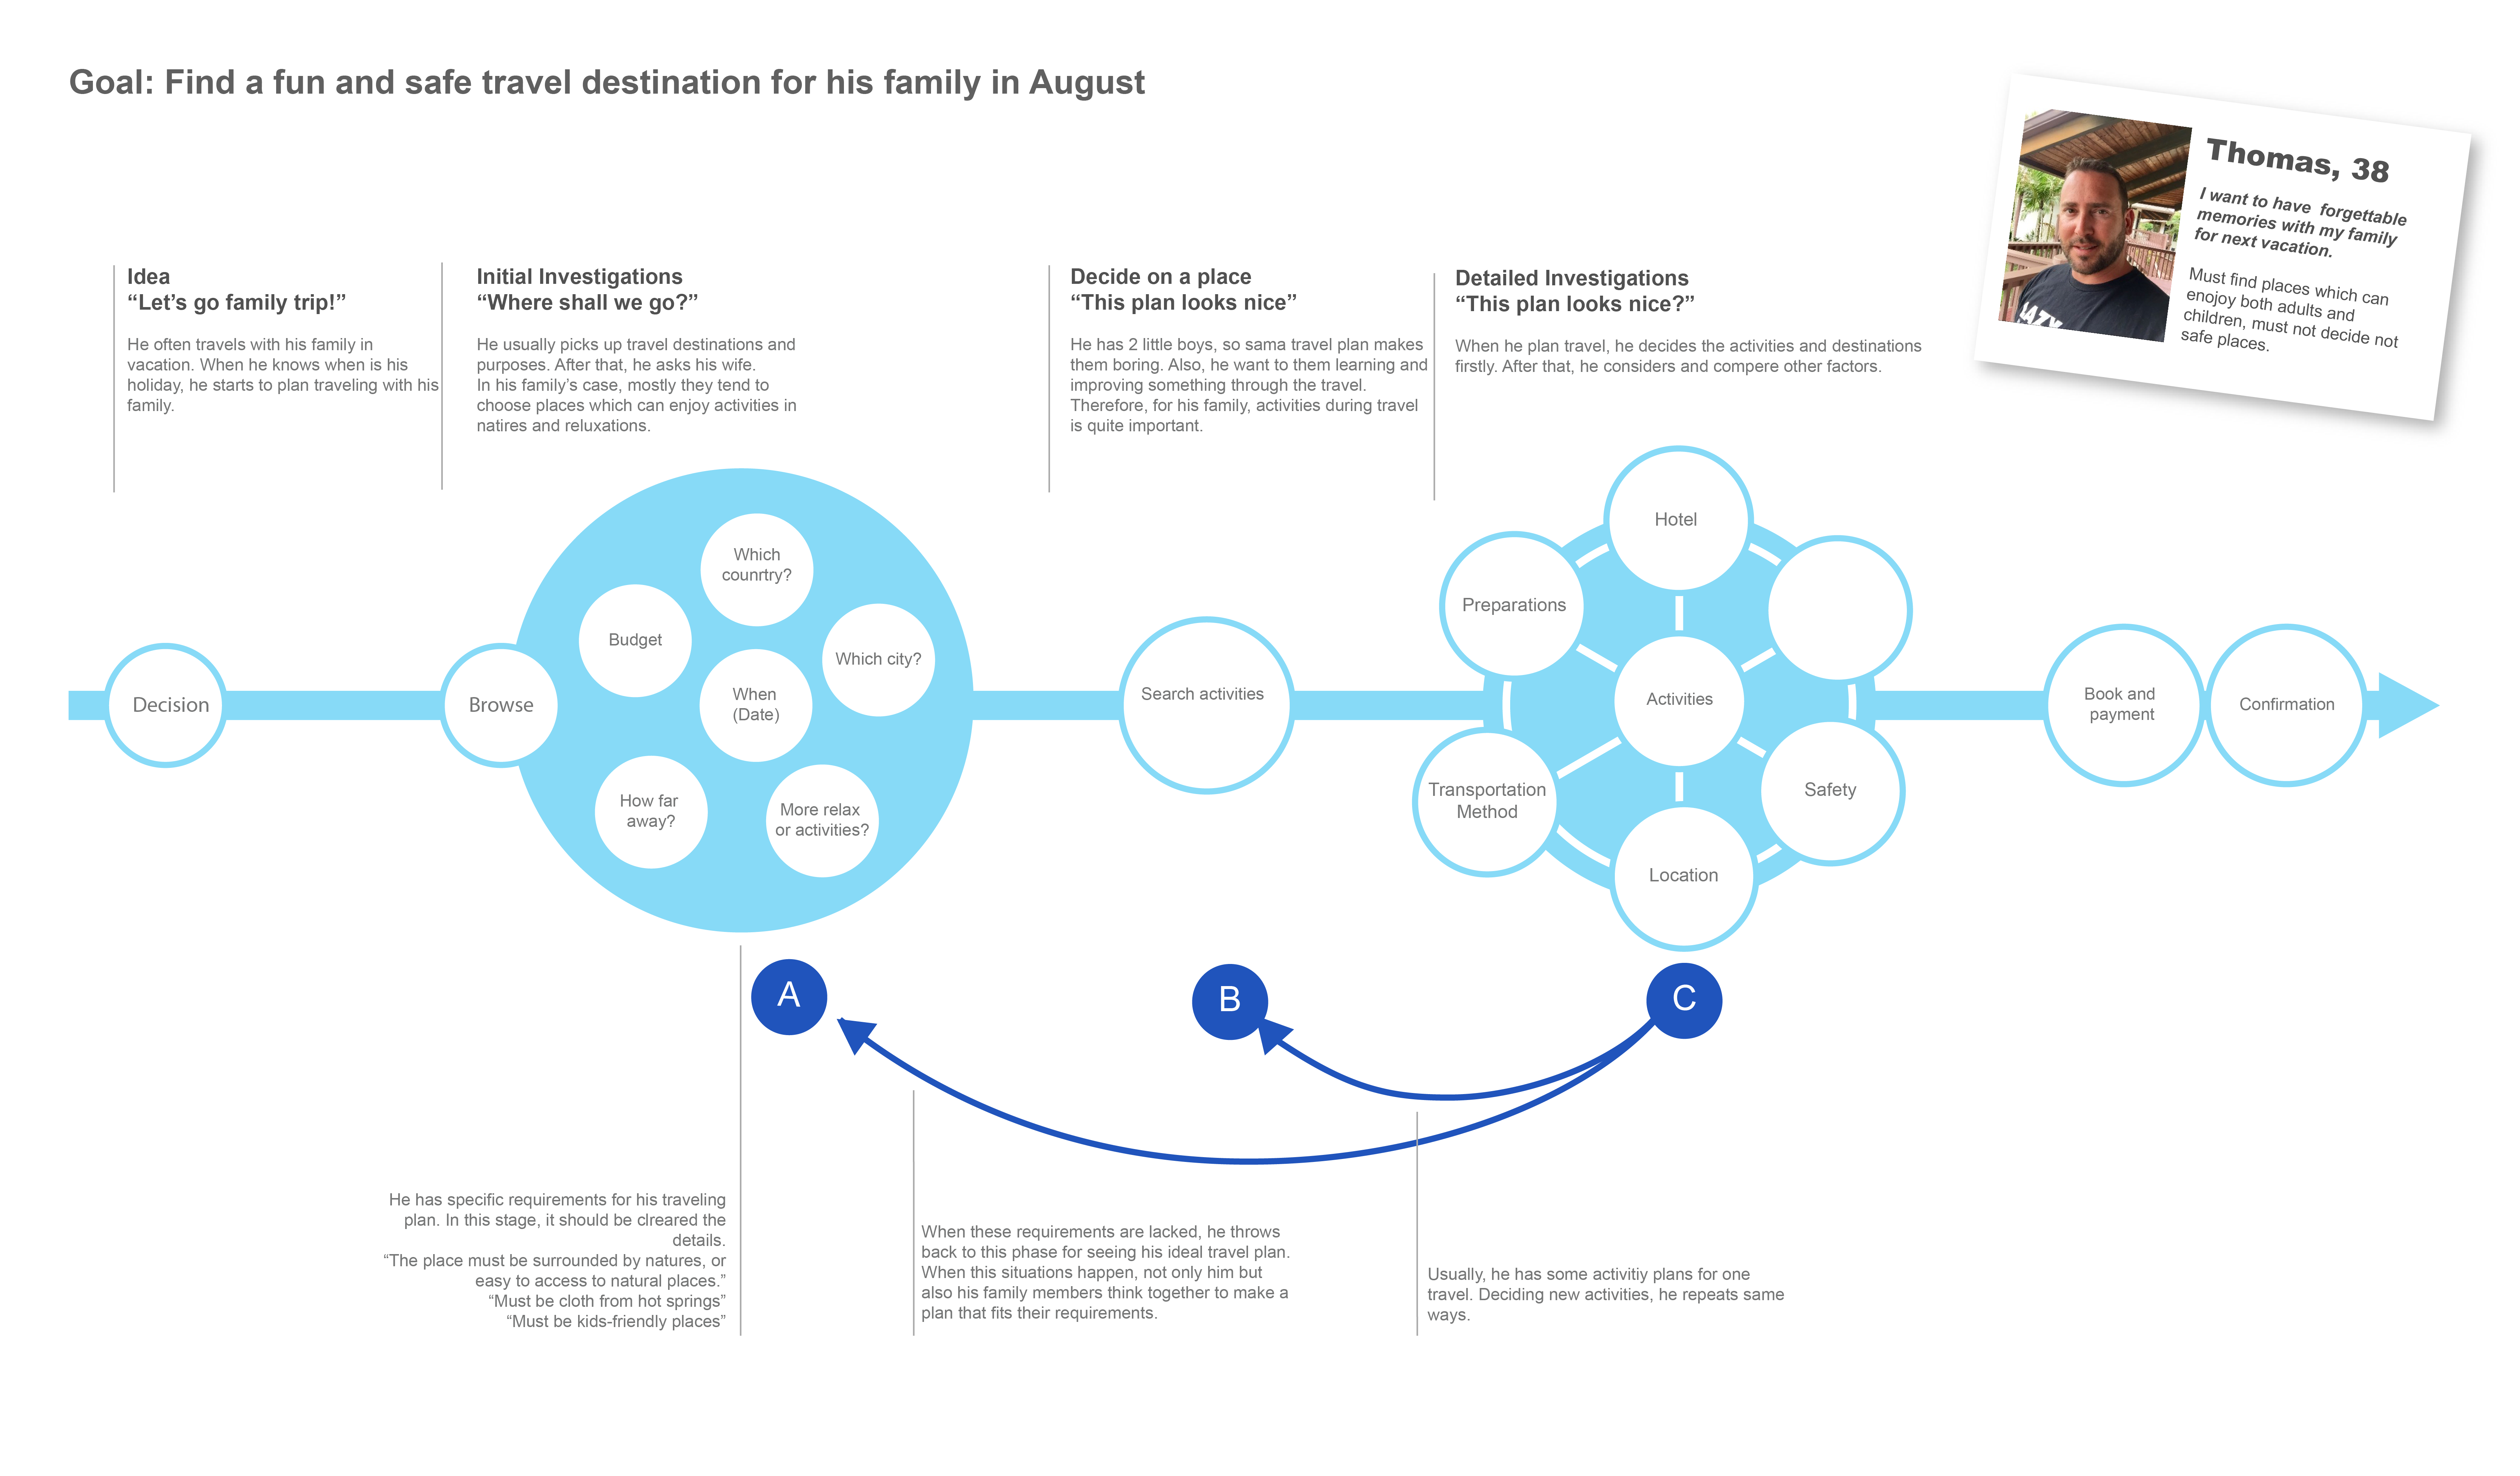 Goal: Find a fun and safe travel destination for his family in August
Thomas, 38
I want to have  forgettable
memories with my family
for next vacation.
Must find places which can
enojoy both adults and
children, must not decide not
safe places.
Idea
“Let’s go family trip!”
He often travels with his family in
vacation. When he knows when is his
holiday, he starts to plan traveling with his
family.
Initial Investigations
“Where shall we go?”
He usually picks up travel destinations and
purposes. After that, he asks his wife.
In his family’s case, mostly they tend to
choose places which can enjoy activities in
natires and reluxations.
Decide on a place
“This plan looks nice”
He has 2 little boys, so sama travel plan makes
them boring. Also, he want to them learning and
improving something through the travel.
Therefore, for his family, activities during travel
is quite important.
Detailed Investigations
“This plan looks nice?”
When he plan travel, he decides the activities and destinations
firstly. After that, he considers and compere other factors.
Decision
Browse
Which
counrtry?
Budget
Which city?
When
(Date)
How far
away?
More relax
or activities?
Search activities
Hotel
Preparations
Activities
Transportation
Method
Safety
Location
Book and
payment
Confirmation
A
B
C
He has specific requirements for his traveling
plan. In this stage, it should be clreared the
details.
“The place must be surrounded by natures, or
easy to access to natural places.”
“Must be cloth from hot springs”
“Must be kids-friendly places”
When these requirements are lacked, he throws
back to this phase for seeing his ideal travel plan.
When this situations happen, not only him but
also his family members think together to make a
plan that fits their requirements.
Usually, he has some activitiy plans for one
travel. Deciding new activities, he repeats same
ways.